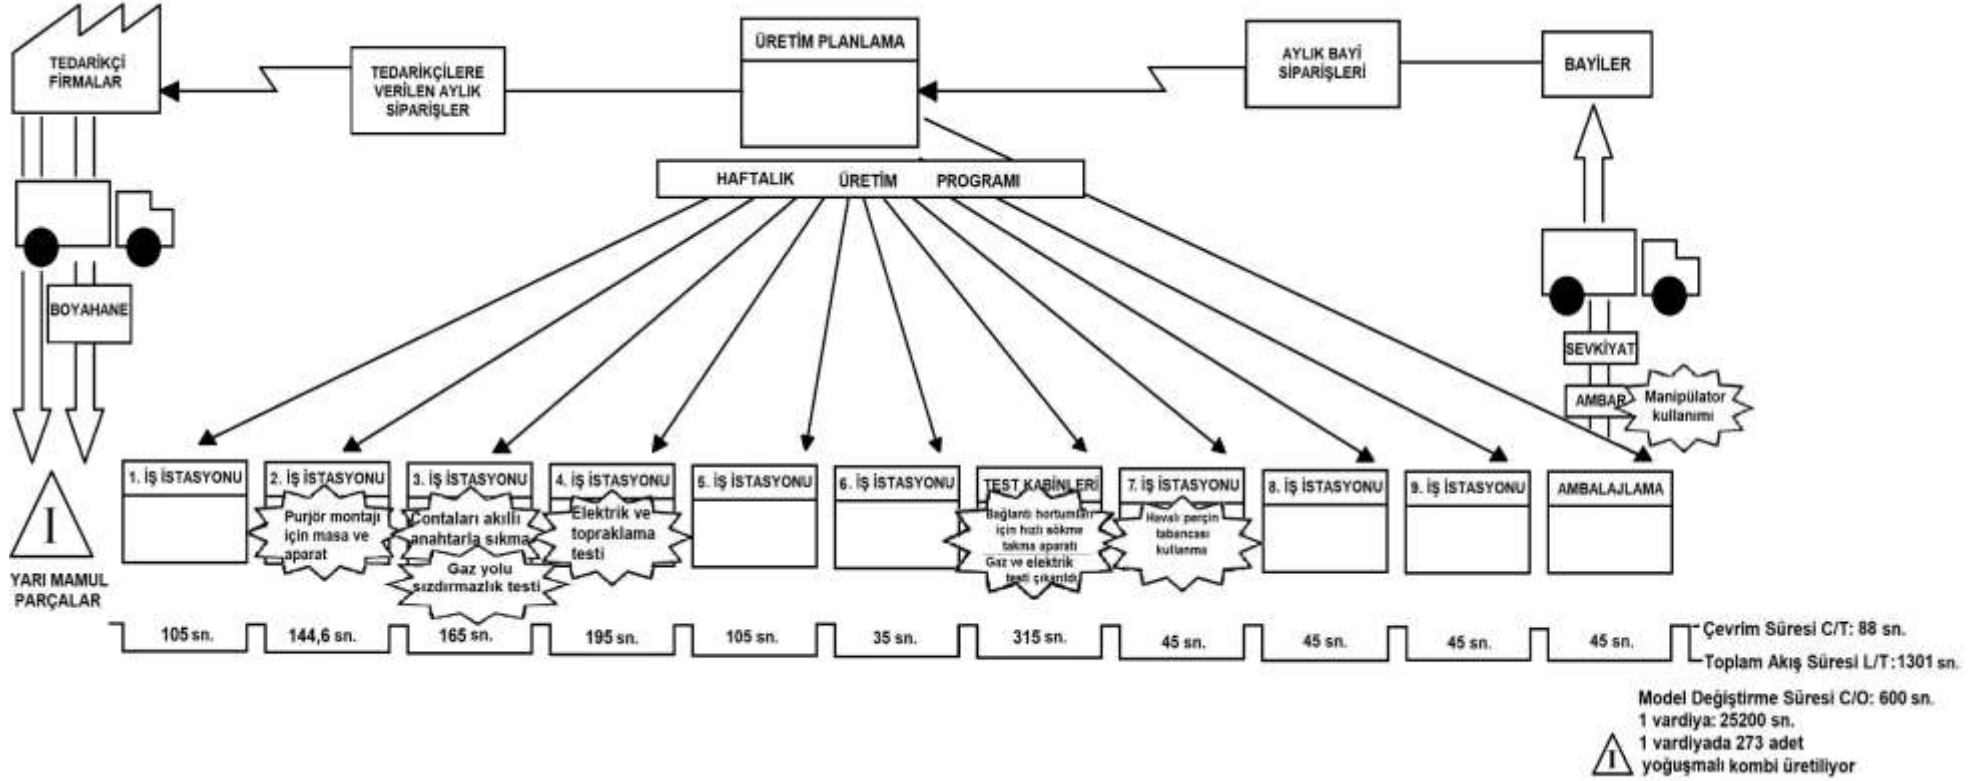 TEDARİKÇİ
FİRMALAR
TEDARİKÇİLERE
VERİLEN AYLIK
SİPARİŞLER
ÜRETİM PLANLAMA
AYLIK BAYİ
SİPARİŞLERİ
BAYİLER
HAFTALIK ÜRETİM PROGRAMI
BOYAHANE
SEVKİYAT
AMBAR
Manipülator
kullanımı
1. İŞ İSTASYONU
2. İŞ İSTASYONU
3. İŞ İSTASYONU
4. İŞ İSTASYONU
5. İŞ İSTASYONU
6. İŞ İSTASYONU
TEST KABİNLERİ
7. İŞ İSTASYONU
8. İŞ İSTASYONU
9. İŞ İSTASYONU
AMBALAJLAMA
Purjör montajı
için masa ve
aparat
Contaları akıllı
anahtarla sıkma
Gaz yolu
sızdırmazlık testi
Elektrik ve
topraklama
testi
Bağlantı hortumları
için hızlı sökme
takma aparatı
Gaz ve elektrik
testi çıkarıldı
Havalı perçin
tabancası
kullanma
I
YARI MAMUL
PARÇALAR
105 sn.
144,6 sn.
165 sn.
195 sn.
105 sn.
35 sn.
315 sn.
45 sn.
45 sn.
45 sn.
45 sn.
Çevrim Süresi C/T: 88 sn.
Toplam Akış Süresi L/T:1301 sn.
Model Değiştirme Süresi C/O: 600 sn.
1 vardiya: 25200 sn.
1 vardiyada 273 adet
I yoğuşmalı kombi üretiliyor